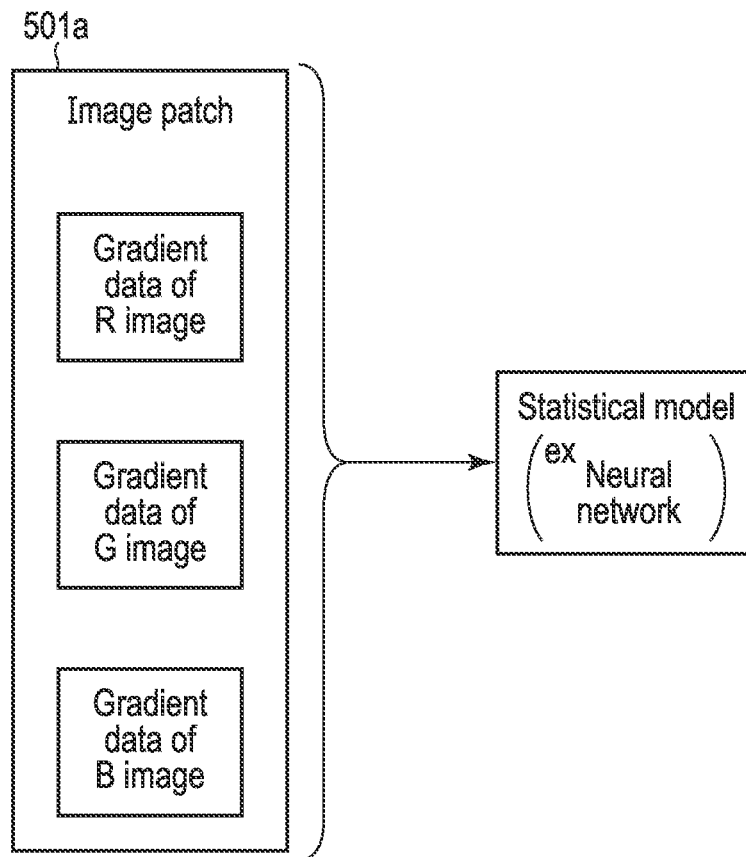 501a
Image patch
Gradient
data of
R image
Gradient
data of
G image
Gradient
data of
B image
Statistical model
ex
Neural
network